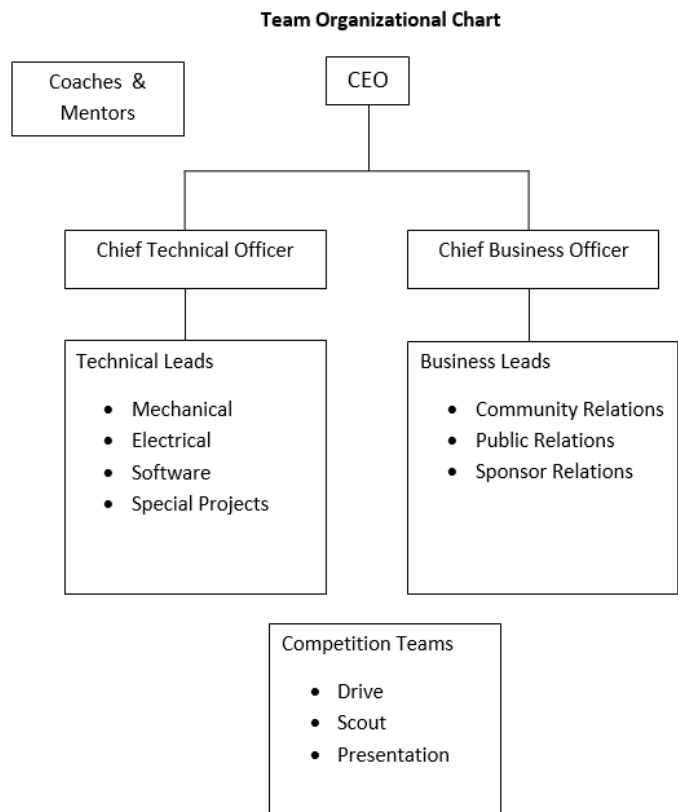 Team Organizational Chart
Coaches &
Mentors
CEO
Chief Technical Officer
Chief Business Officer
Technical Leads
• Mechanical
• Electrical
• Software
• Special Projects
Business Leads
• Community Relations
• Public Relations
• Sponsor Relations
Competition Teams
• Drive
• Scout
• Presentation